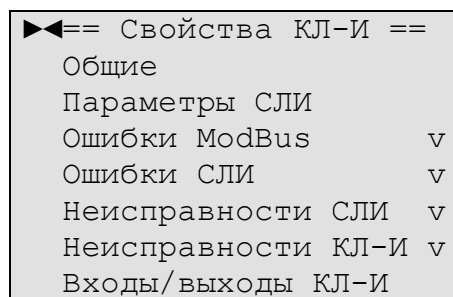 ►◄== Свойства КЛ-И ==
Общие
Параметры СЛИ
Ошибки ModBus v
Ошибки СЛИ v
Неисправности СЛИ v
Неисправности КЛ-И v
Входы/выходы КЛ-И